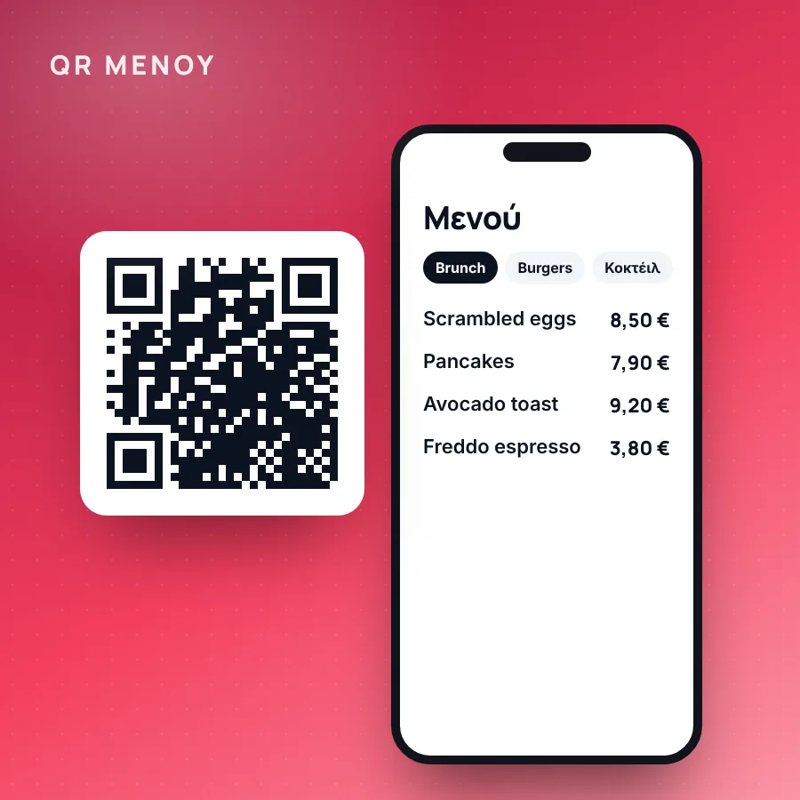 QR ΜΕΝΟΥ
Μενού
Brunch Burgers Κοκτέιλ
Scrambled eggs 8,50 €
Pancakes 7,90 €
Avocado toast 9,20 €
Freddo espresso 3,80 €